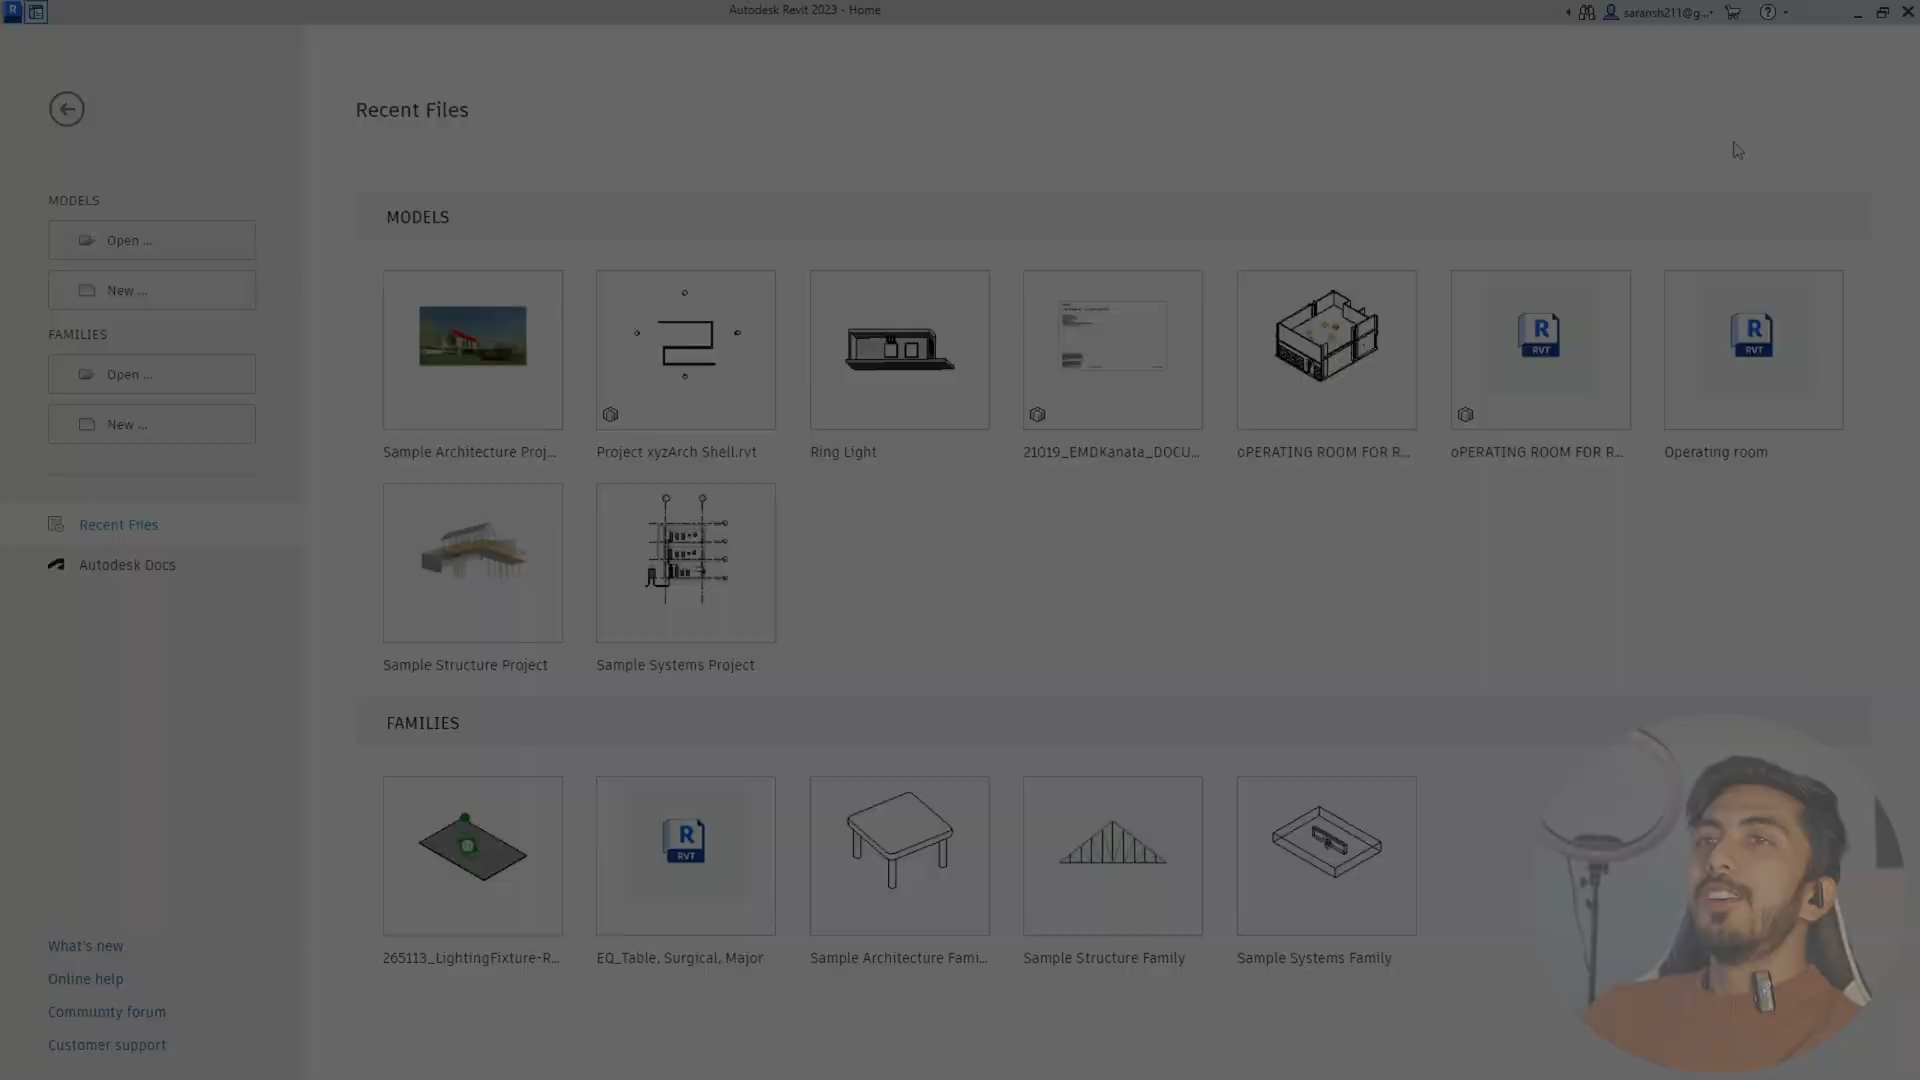 Autodesk Revit 2023 - Home
saransh211@g...
Recent Files
MODELS
Open ...
New ...
FAMILIES
Open ...
New ...
Recent Files
Autodesk Docs
What's new
Online help
Community forum
Customer support
MODELS
Sample Architecture Proj...
Project xyzArch Shell.rvt
Ring Light
21019_EMDKanata_DOCU...
oPERATING ROOM FOR R...
R
RVT
oPERATING ROOM FOR R...
R
RVT
Operating room
Sample Structure Project
Sample Systems Project
FAMILIES
265113_LightingFixture-R...
R
RVT
EQ_Table, Surgical, Major
Sample Architecture Fami...
Sample Structure Family
Sample Systems Family